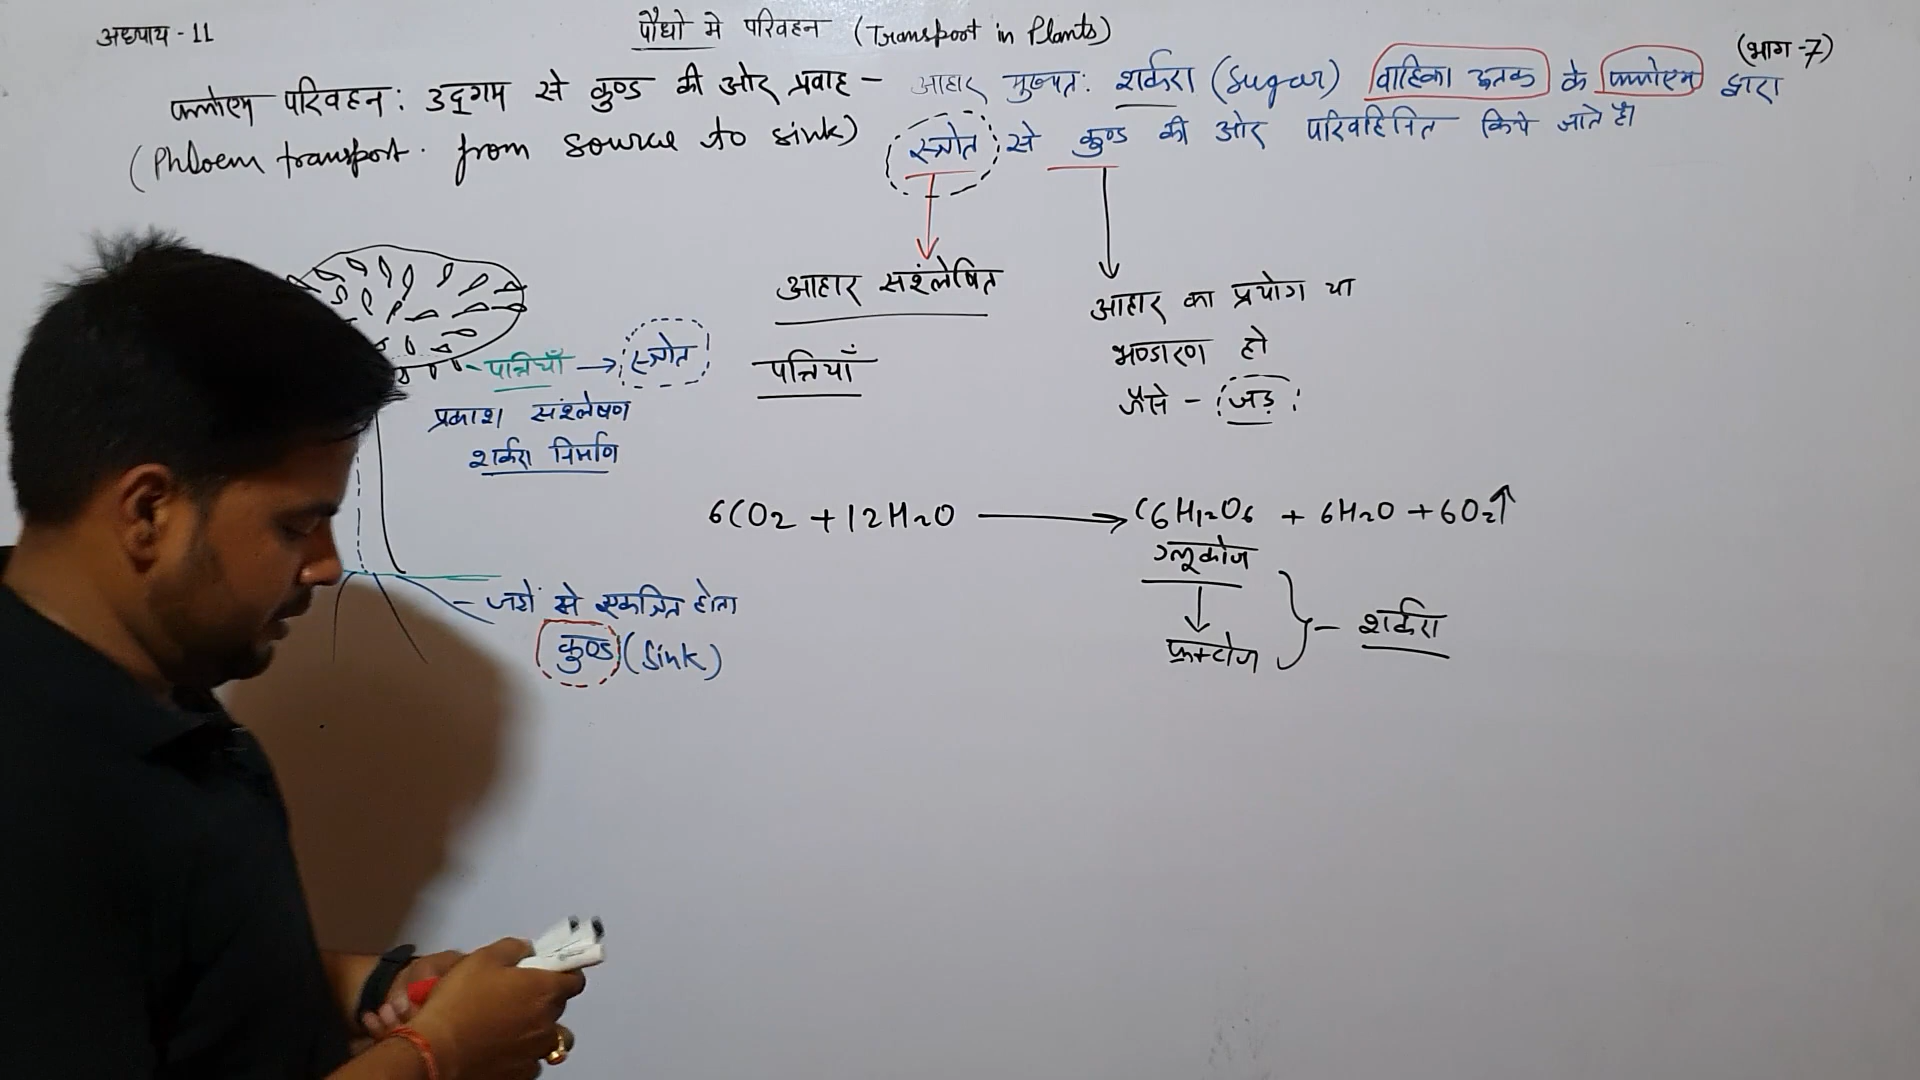 अध्याय - 11
पौधो मे परिवहन (Transport in Plants)
(भाग -7)
फ्लोएम परिवहन : उद्गम से कुण्ड की ओर प्रवाह - आहार मुख्यत: शर्करा (Sugar) वाहिका ऊतक के फ्लोएम द्वारा
(Phloem transport. from source to sink) स्त्रोत से कुण्ड की ओर परिवहित किये जाते है।
आहार सश्ंलेषित
पत्तियाँ
आहार का प्रयोग या
भण्डारण हो
जैसे - जड़
- पत्तियाँ → स्त्रोत
प्रकाश संश्लेषण
शर्करा निर्माण
6CO2 + 12H2O → C6H12O6 + 6H2O + 6O2↑
ग्लूकोज
फ्रक्टोज
- शर्करा
- जड़ों से एकत्रित होता
कुण्ड (Sink)